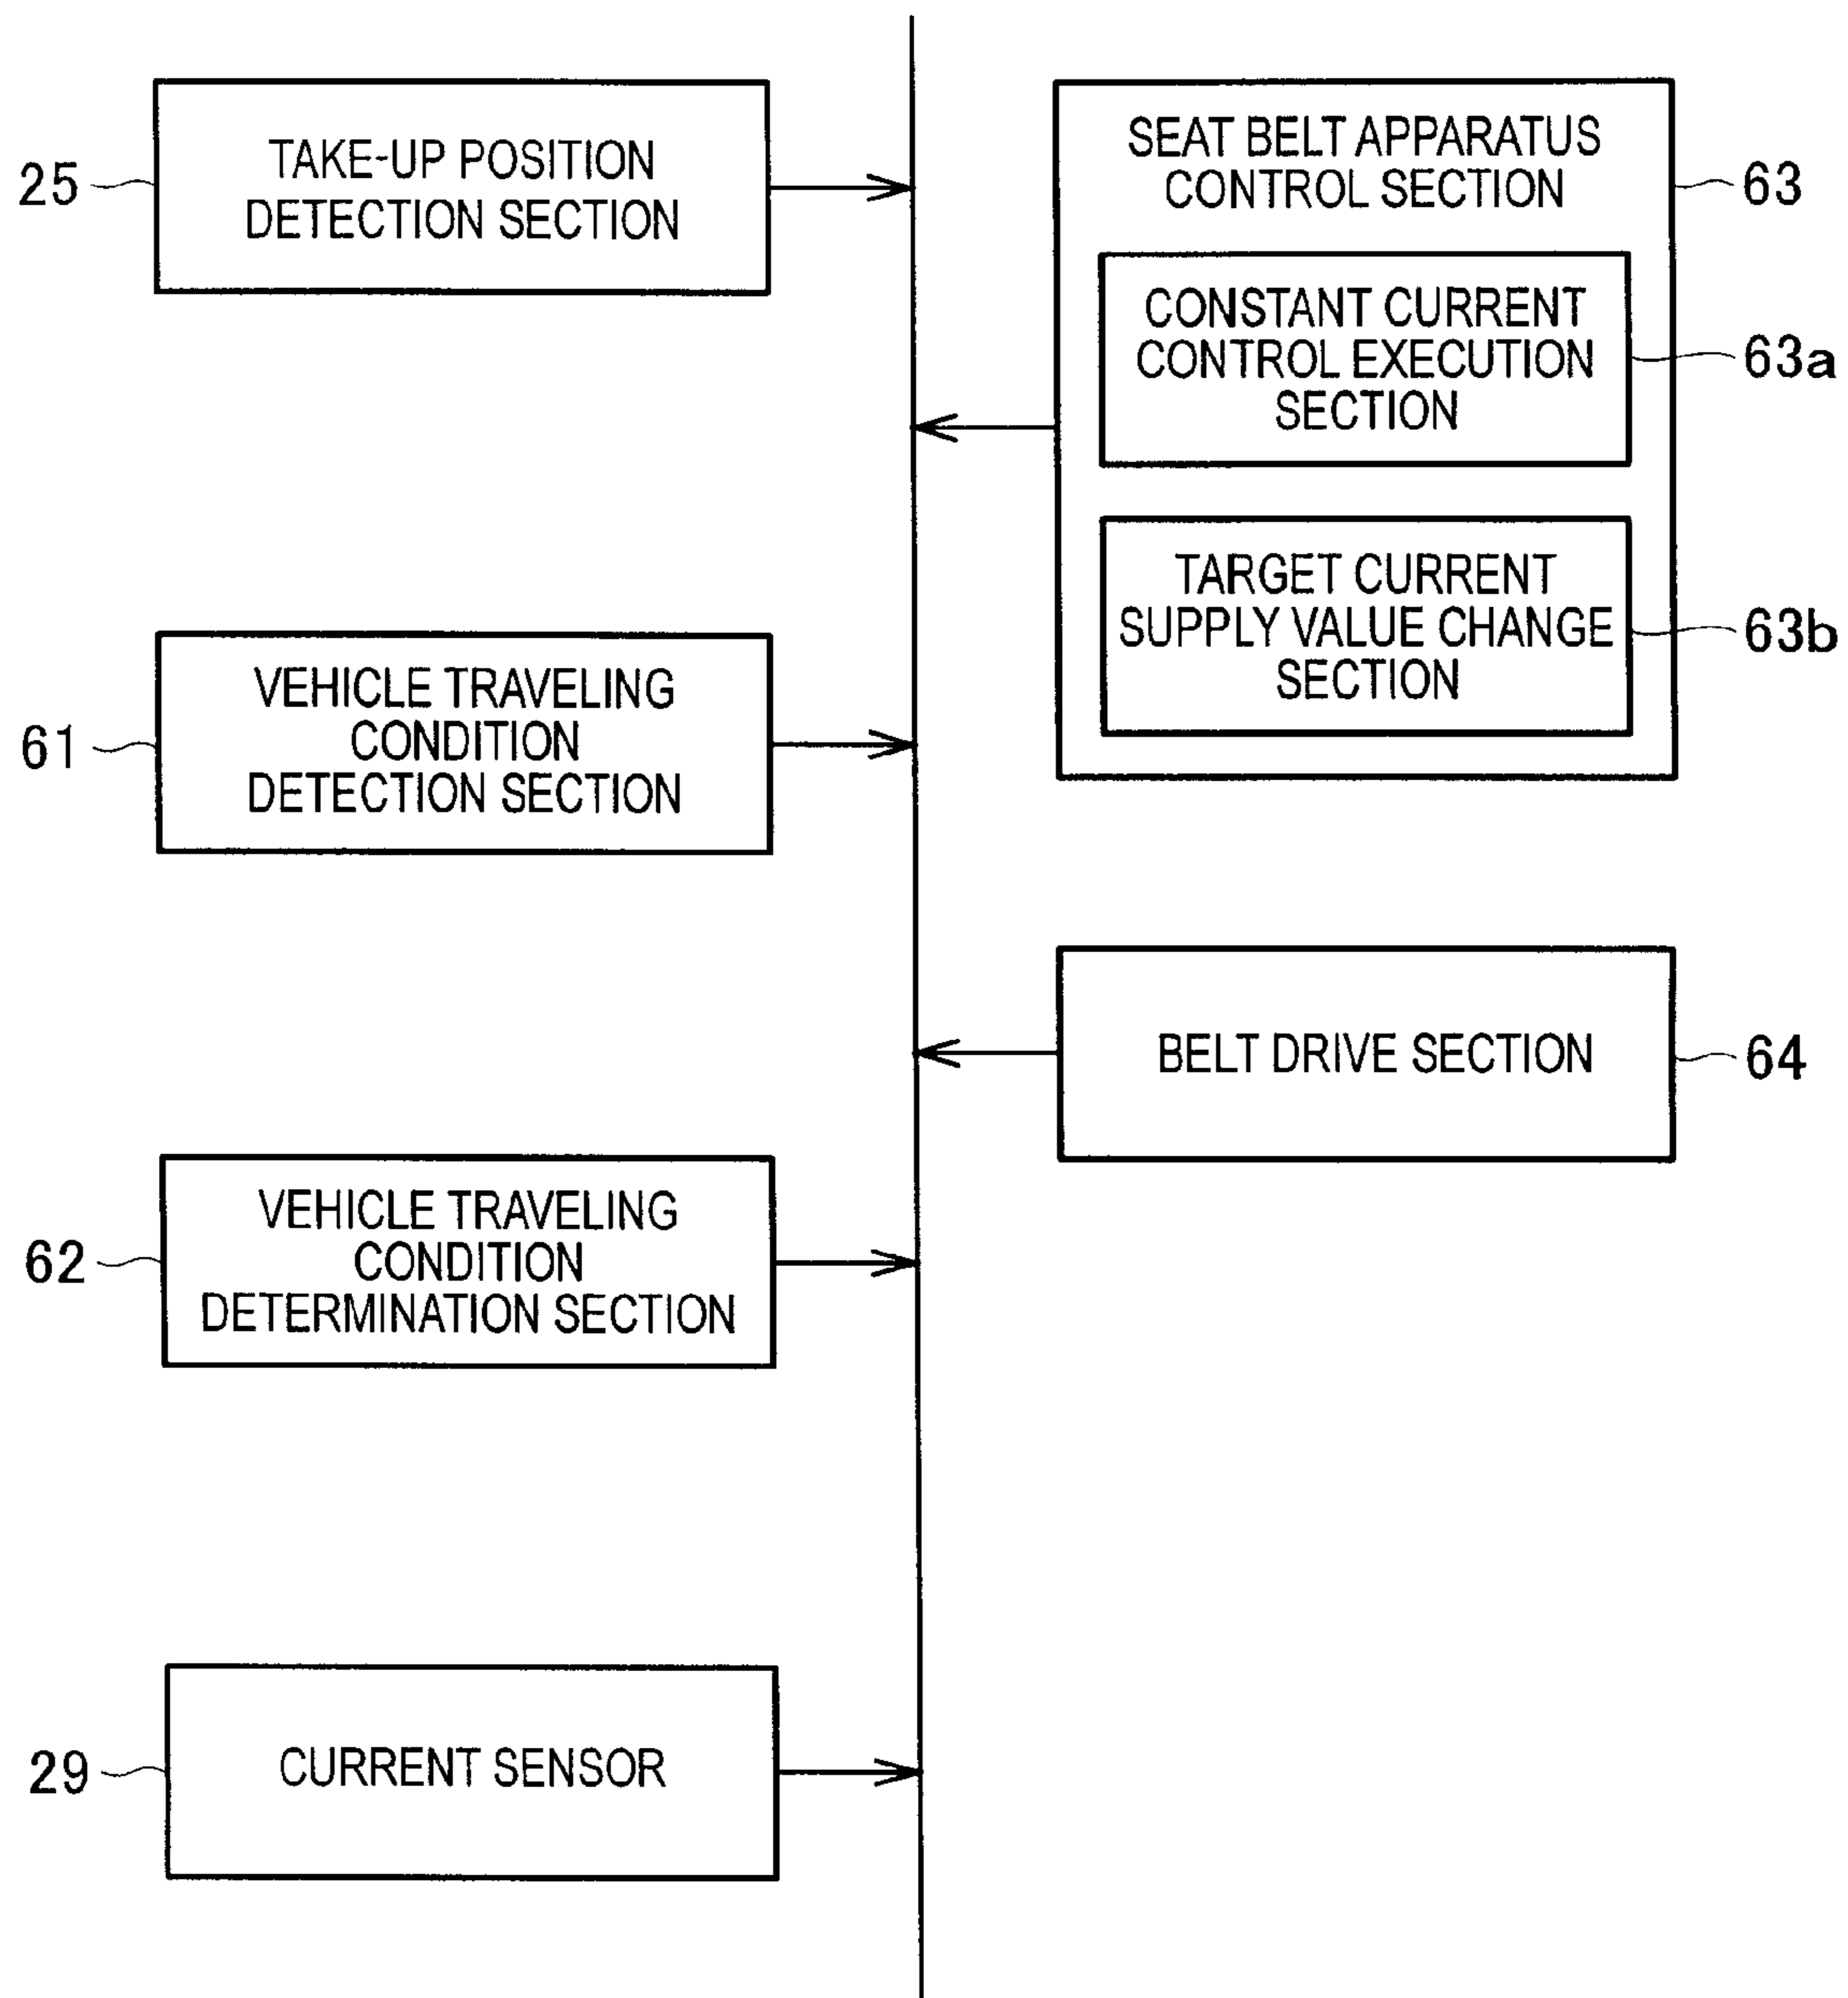 25
TAKE-UP POSITION
DETECTION SECTION
SEAT BELT APPARATUS
CONTROL SECTION
63
CONSTANT CURRENT
CONTROL EXECUTION
SECTION
63a
TARGET CURRENT
SUPPLY VALUE CHANGE
SECTION
63b
61
VEHICLE TRAVELING
CONDITION
DETECTION SECTION
BELT DRIVE SECTION
64
62
VEHICLE TRAVELING
CONDITION
DETERMINATION SECTION
29
CURRENT SENSOR